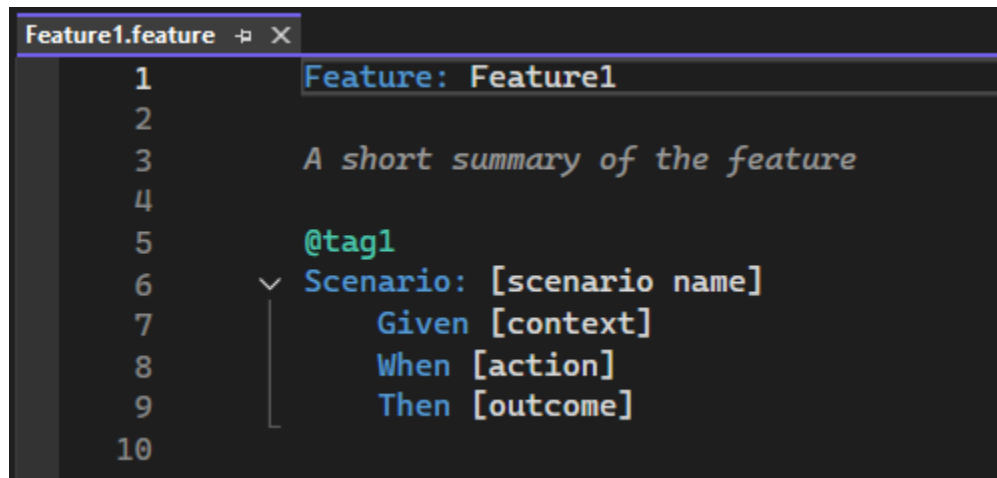 Feature1.feature
1 Feature: Feature1
2
3 A short summary of the feature
4
5 @tag1
6 Scenario: [scenario name]
7 Given [context]
8 When [action]
9 Then [outcome]
10